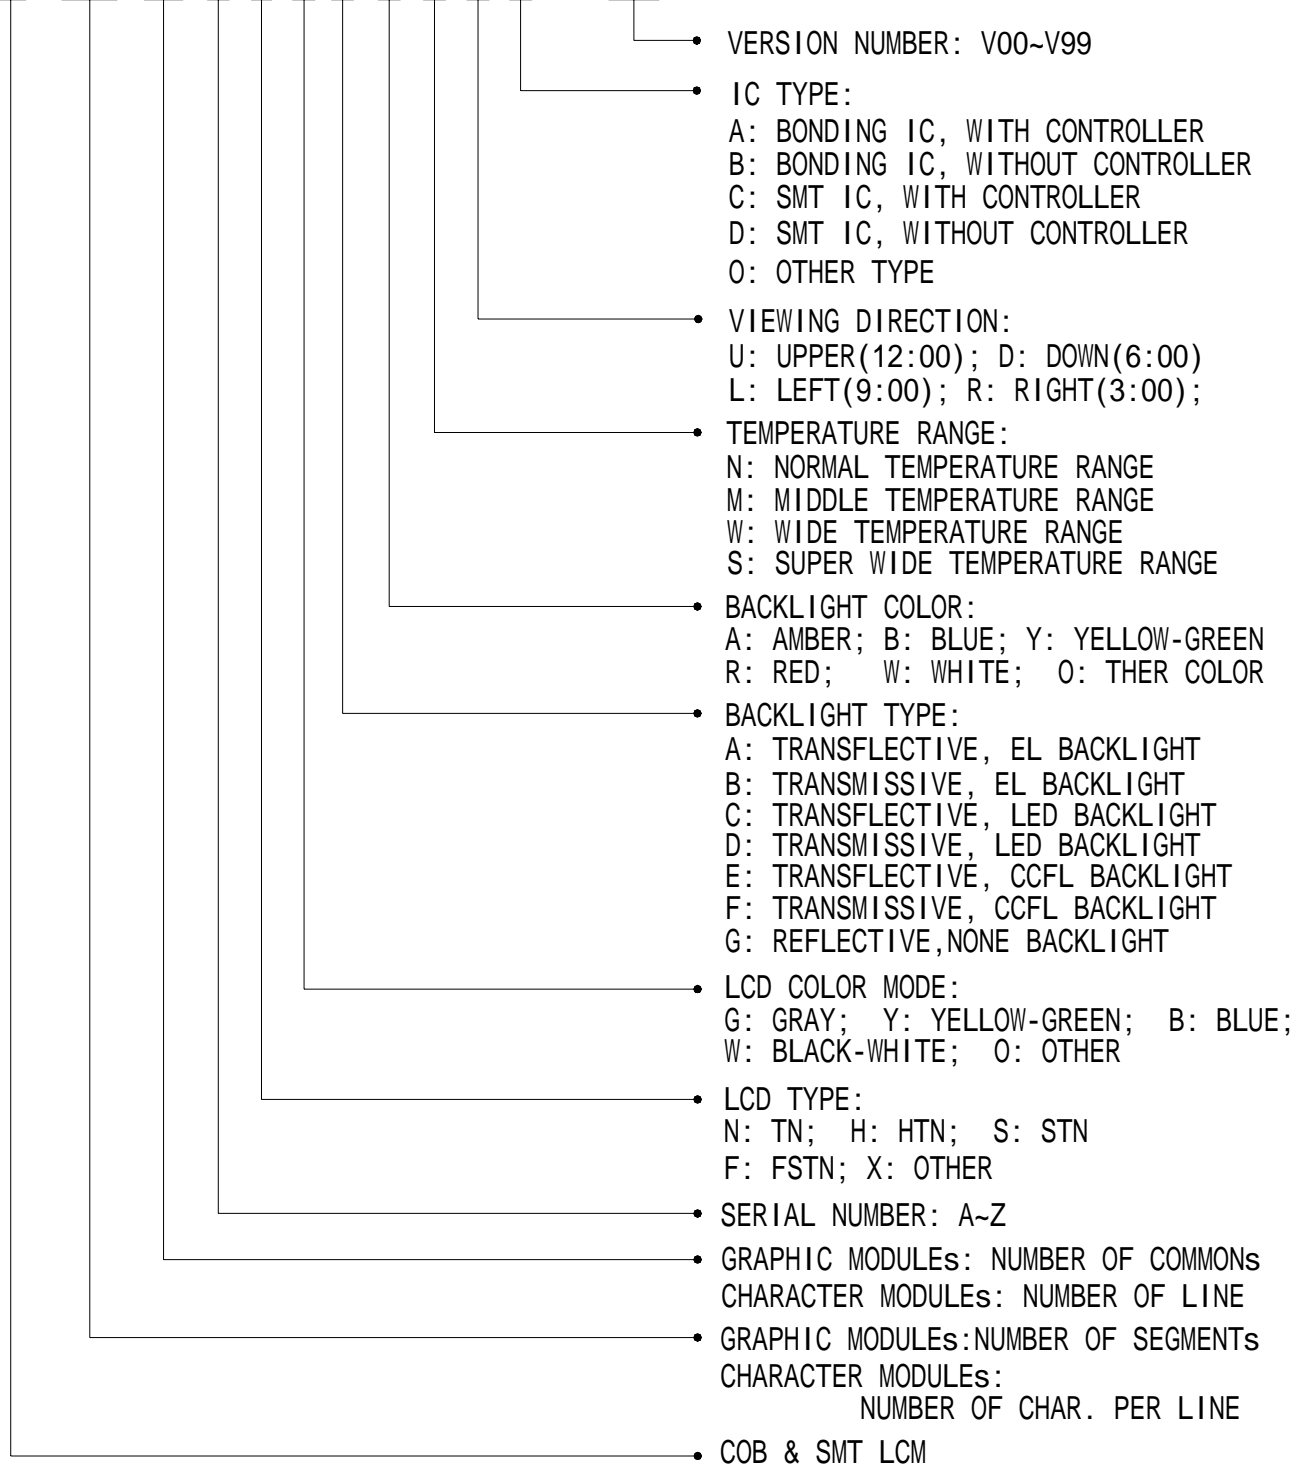 VERSION NUMBER: V00~V99
IC TYPE:
A: BONDING IC, WITH CONTROLLER
B: BONDING IC, WITHOUT CONTROLLER
C: SMT IC, WITH CONTROLLER
D: SMT IC, WITHOUT CONTROLLER
O: OTHER TYPE
VIEWING DIRECTION:
U: UPPER(12:00); D: DOWN(6:00)
L: LEFT(9:00); R: RIGHT(3:00);
TEMPERATURE RANGE:
N: NORMAL TEMPERATURE RANGE
M: MIDDLE TEMPERATURE RANGE
W: WIDE TEMPERATURE RANGE
S: SUPER WIDE TEMPERATURE RANGE
BACKLIGHT COLOR:
A: AMBER; B: BLUE; Y: YELLOW-GREEN
R: RED; W: WHITE; O: THER COLOR
BACKLIGHT TYPE:
A: TRANSFLECTIVE, EL BACKLIGHT
B: TRANSMISSIVE, EL BACKLIGHT
C: TRANSFLECTIVE, LED BACKLIGHT
D: TRANSMISSIVE, LED BACKLIGHT
E: TRANSFLECTIVE, CCFL BACKLIGHT
F: TRANSMISSIVE, CCFL BACKLIGHT
G: REFLECTIVE,NONE BACKLIGHT
LCD COLOR MODE:
G: GRAY; Y: YELLOW-GREEN; B: BLUE;
W: BLACK-WHITE; O: OTHER
LCD TYPE:
N: TN; H: HTN; S: STN
F: FSTN; X: OTHER
SERIAL NUMBER: A~Z
GRAPHIC MODULEs: NUMBER OF COMMONs
CHARACTER MODULEs: NUMBER OF LINE
GRAPHIC MODULEs:NUMBER OF SEGMENTs
CHARACTER MODULEs:
NUMBER OF CHAR. PER LINE
COB & SMT LCM